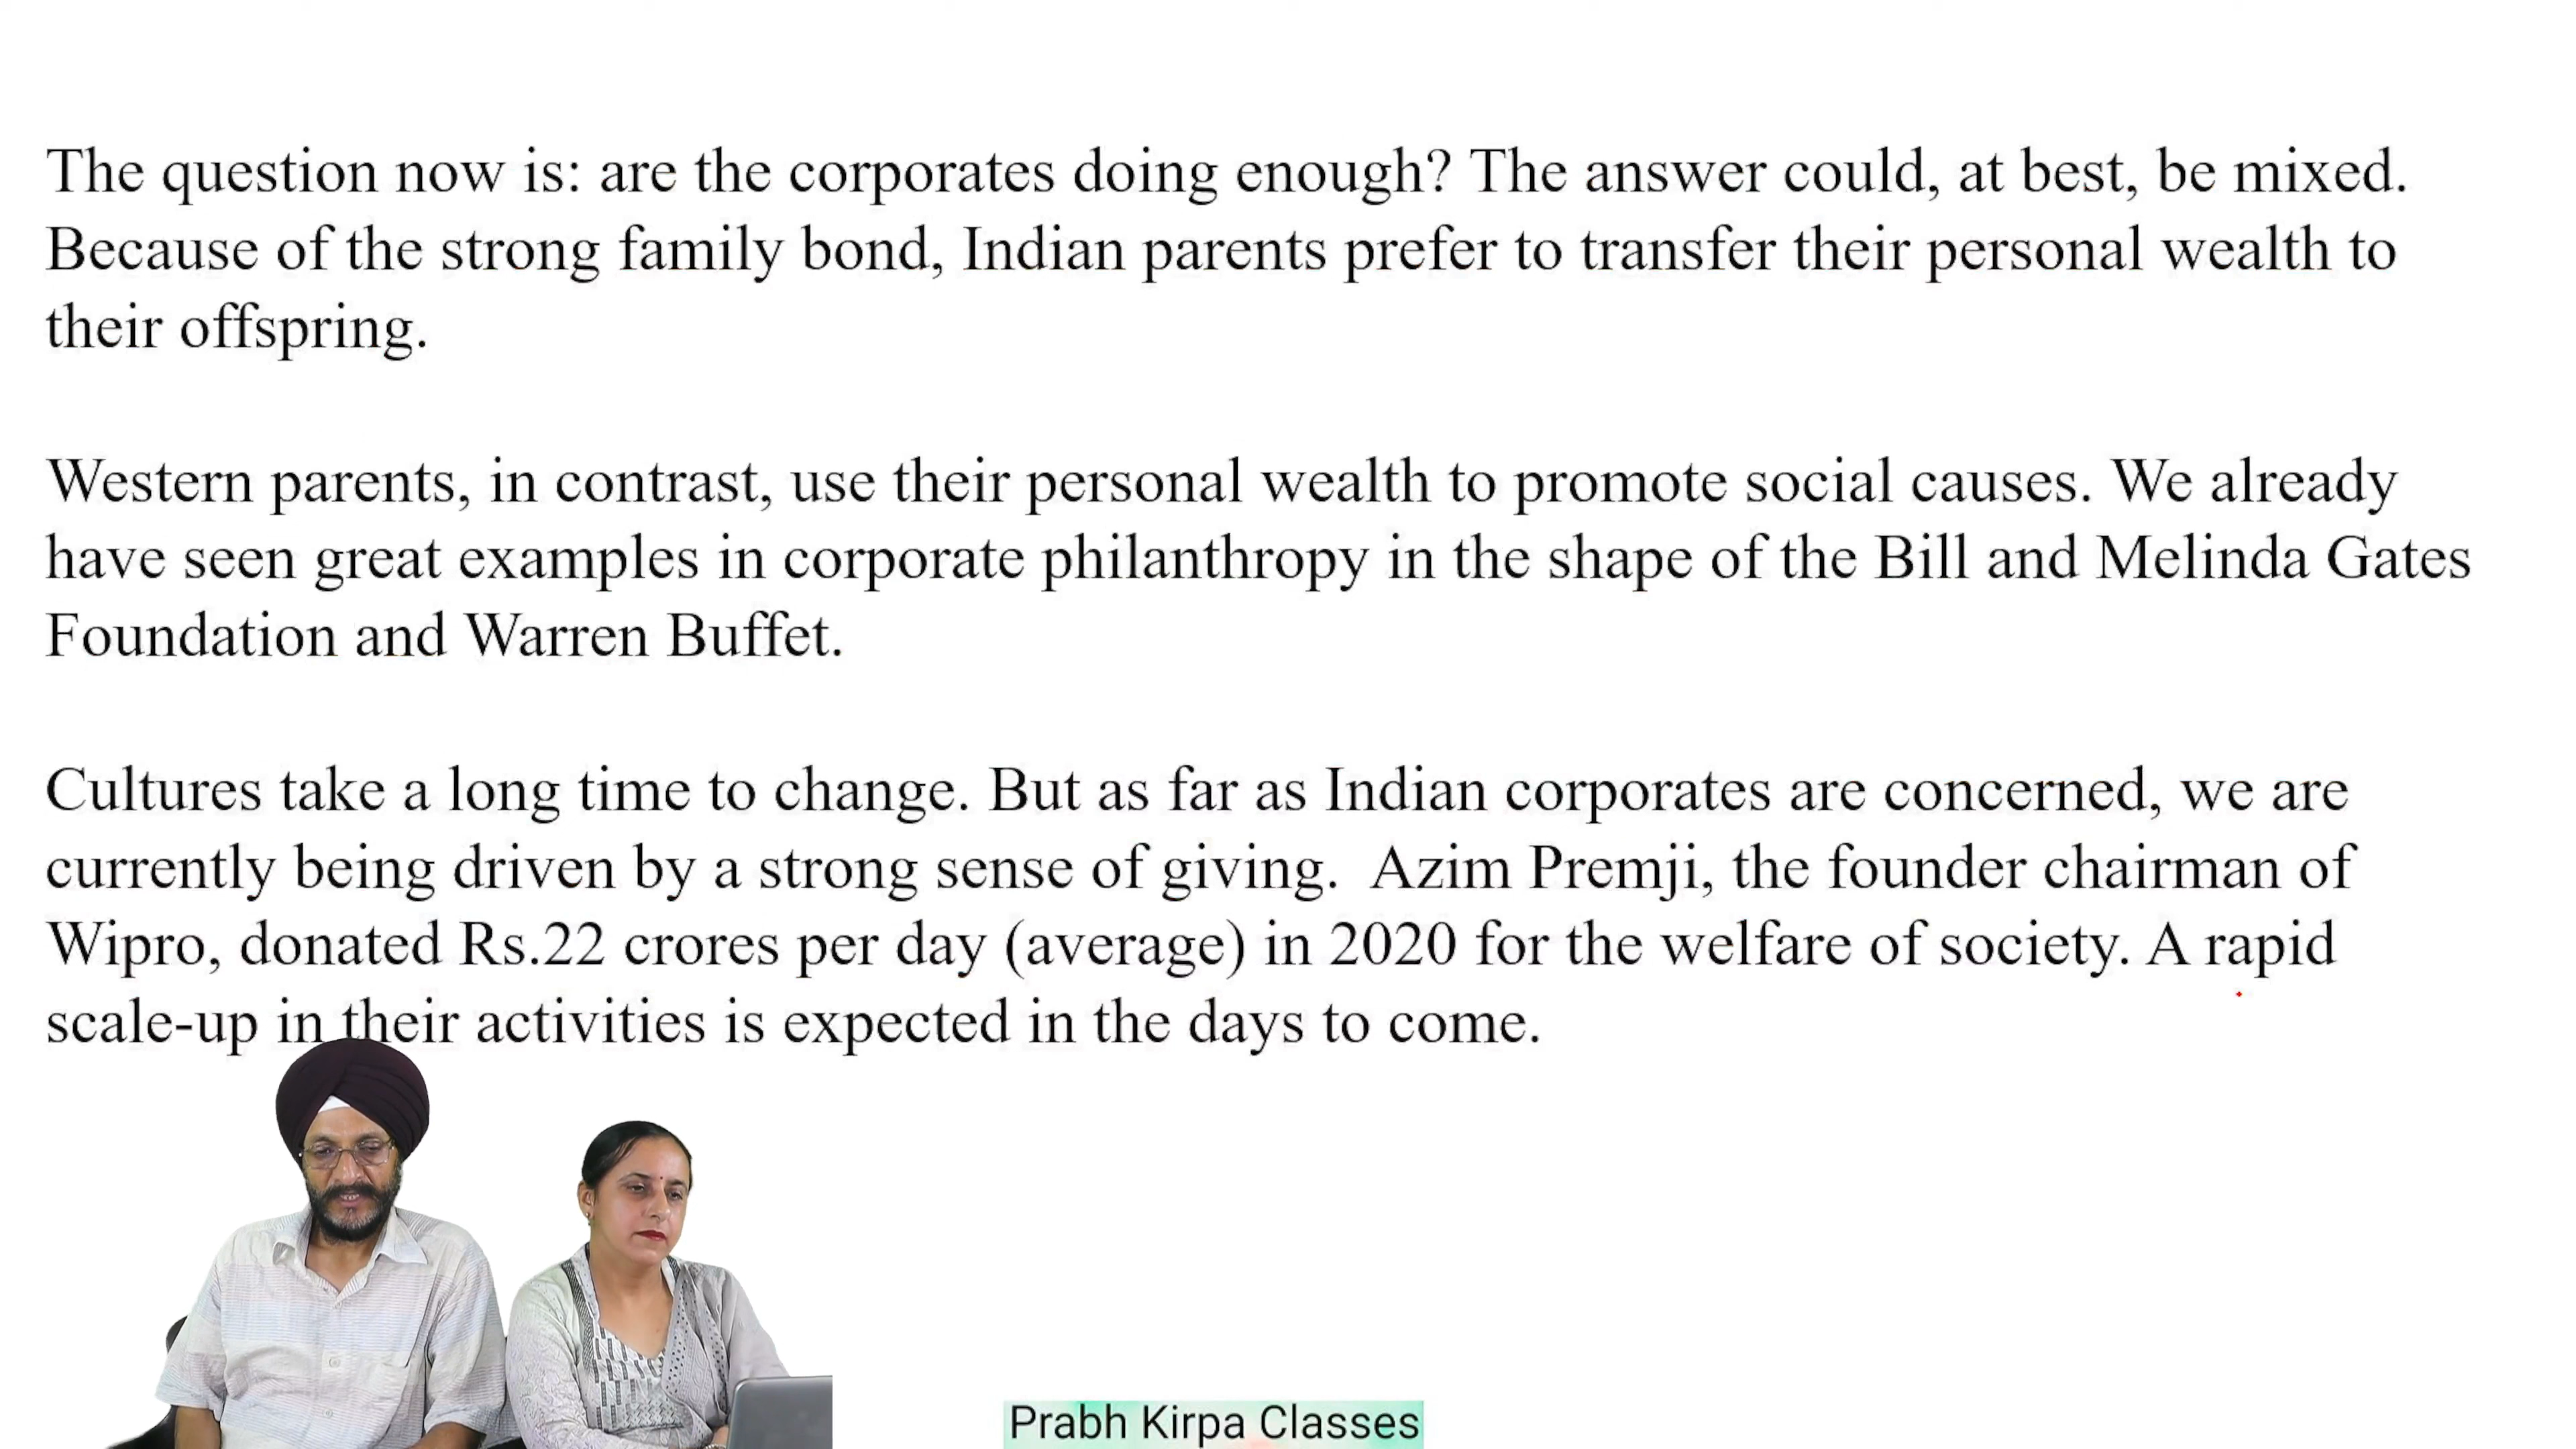 The question now is: are the corporates doing enough? The answer could, at best, be mixed.
Because of the strong family bond, Indian parents prefer to transfer their personal wealth to
their offspring.
Western parents, in contrast, use their personal wealth to promote social causes. We already
have seen great examples in corporate philanthropy in the shape of the Bill and Melinda Gates
Foundation and Warren Buffet.
Cultures take a long time to change. But as far as Indian corporates are concerned, we are
currently being driven by a strong sense of giving.  Azim Premji, the founder chairman of
Wipro, donated Rs.22 crores per day (average) in 2020 for the welfare of society. A rapid
scale-up in their activities is expected in the days to come.
Prabh Kirpa Classes